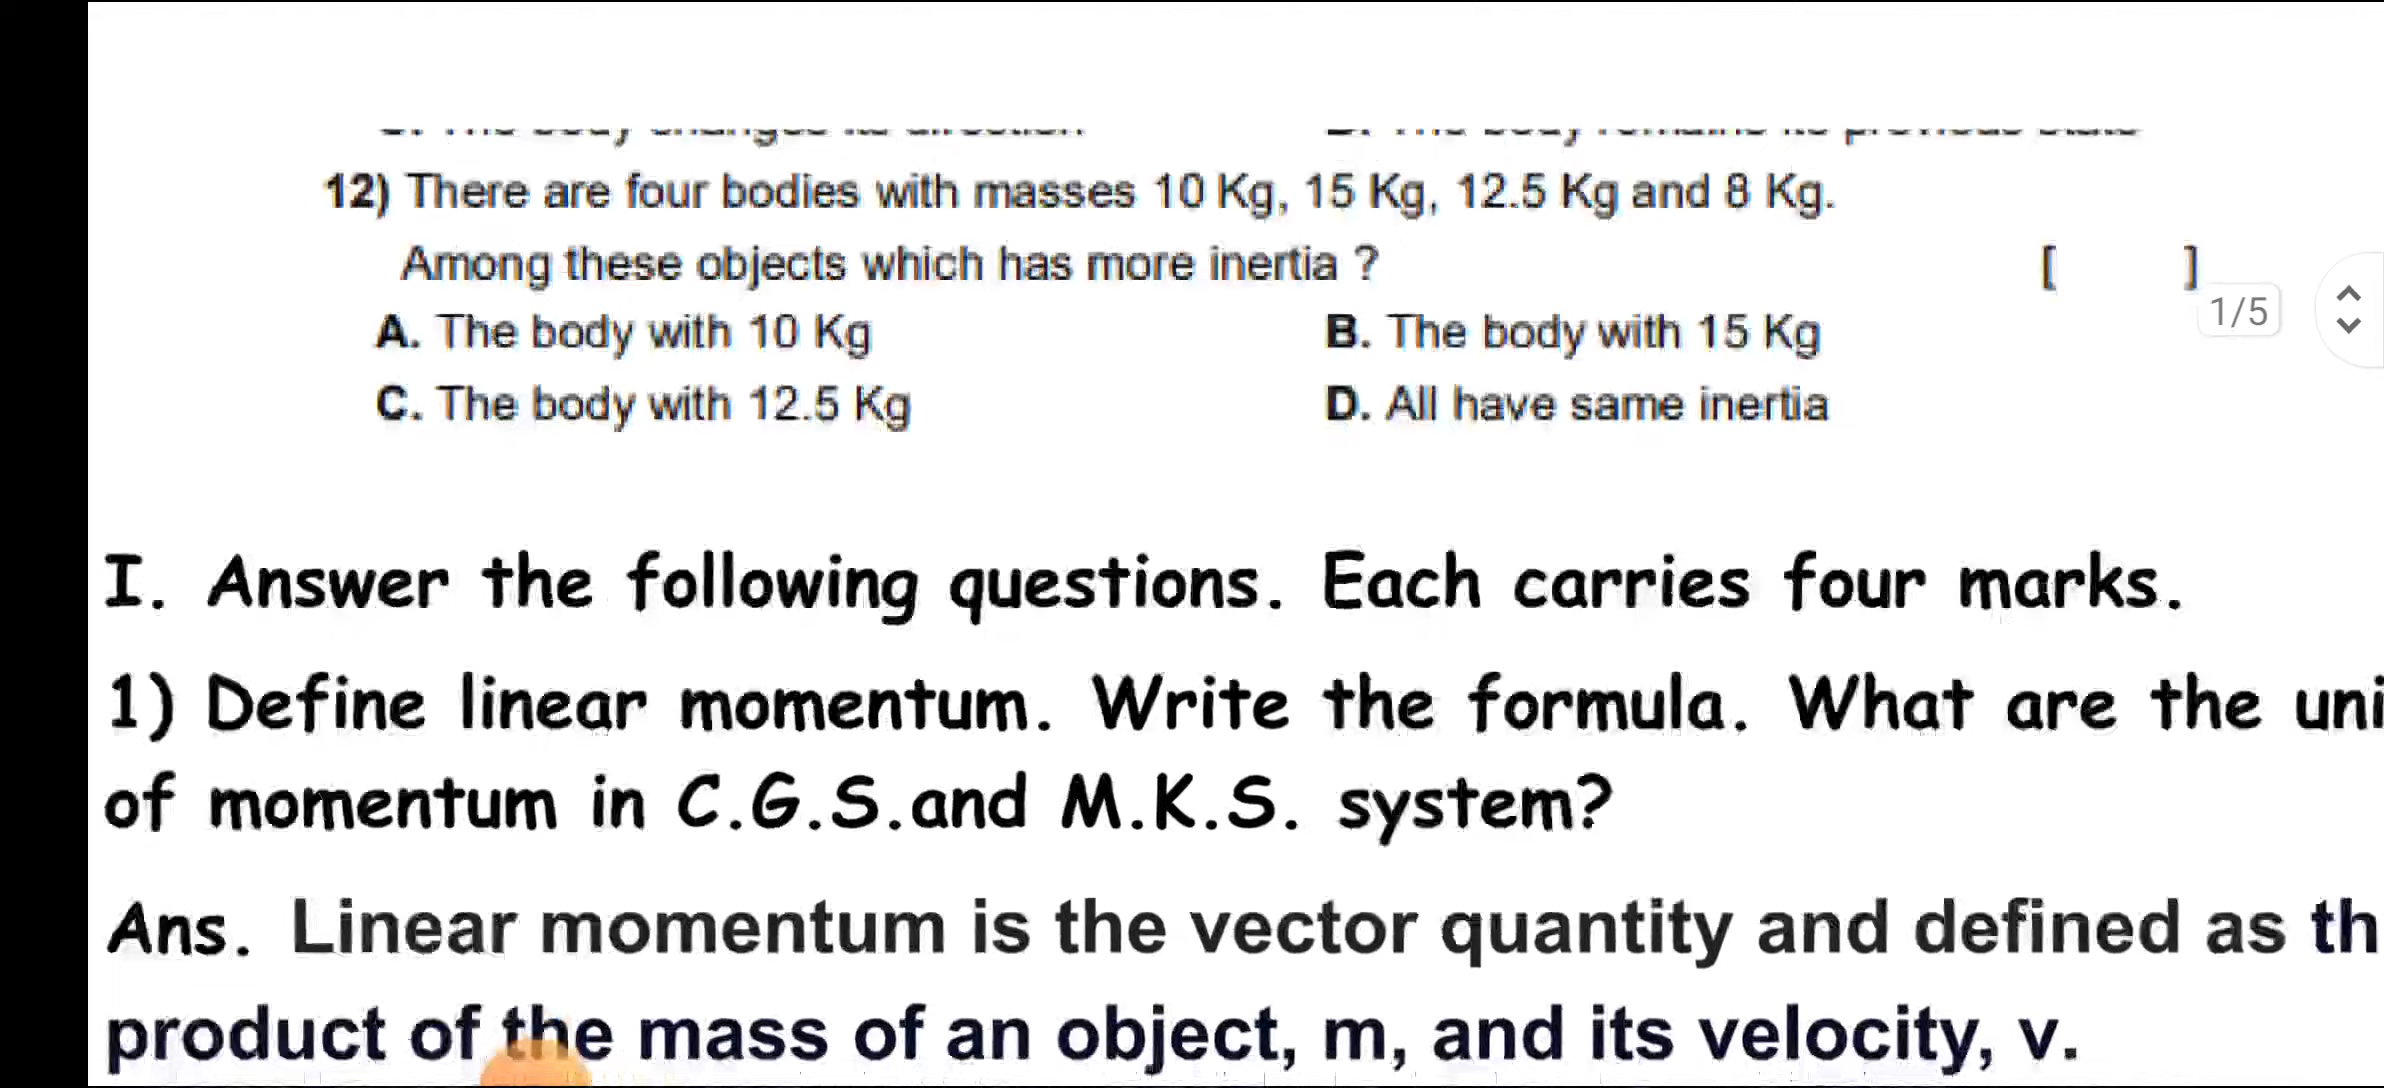 12) There are four bodies with masses 10 Kg, 15 Kg, 12.5 Kg and 8 Kg.
Among these objects which has more inertia ? [ ]
1/5
A. The body with 10 Kg B. The body with 15 Kg
C. The body with 12.5 Kg D. All have same inertia
I. Answer the following questions. Each carries four marks.
1) Define linear momentum. Write the formula. What are the uni
of momentum in C.G.S.and M.K.S. system?
Ans. Linear momentum is the vector quantity and defined as th
product of the mass of an object, m, and its velocity, v.